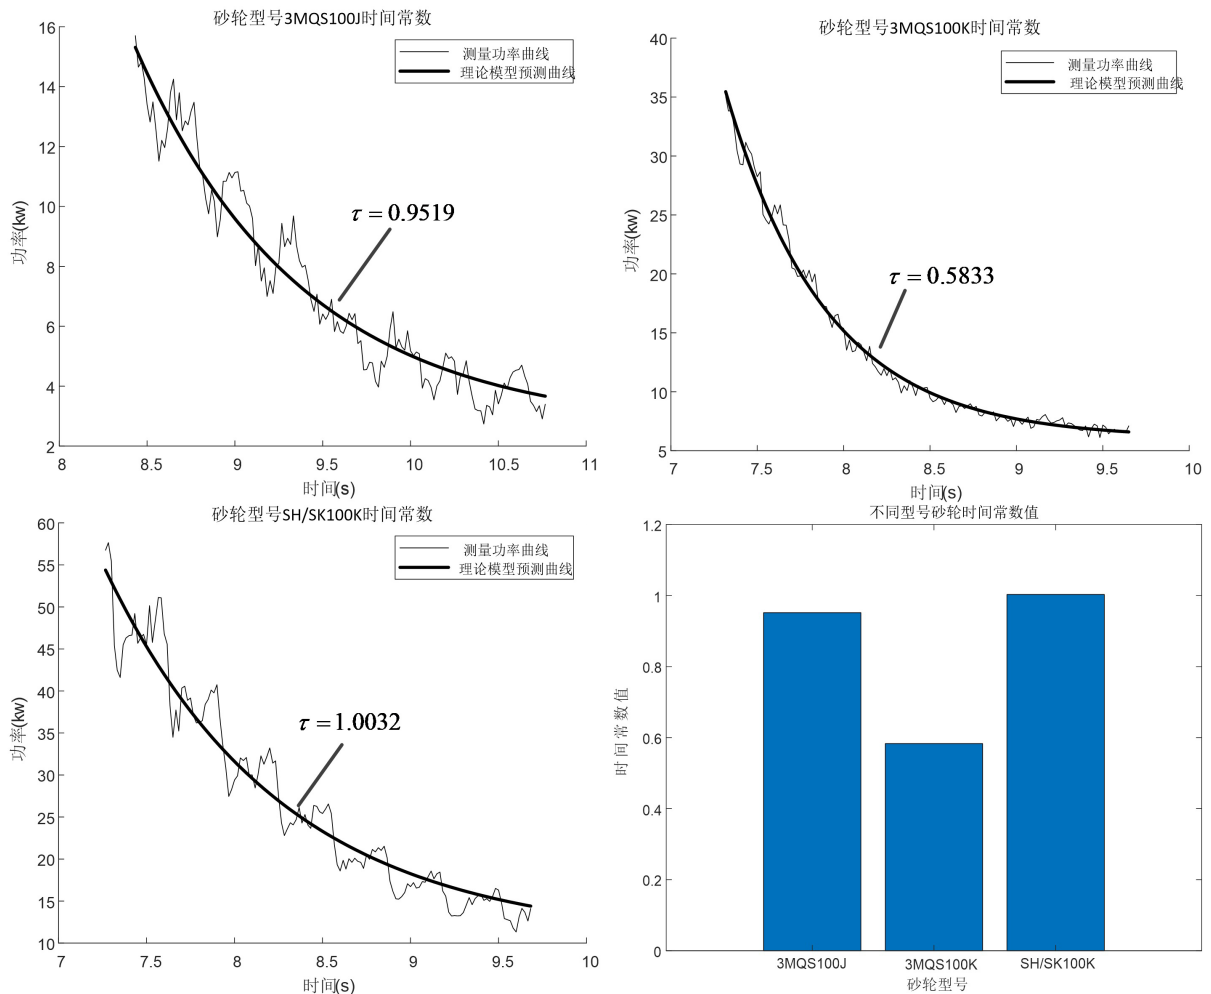 砂轮型号3MQS100J时间常数
测量功率曲线
理论模型预测曲线
τ = 0.9519
功率(kw)
16
14
12
10
8
6
4
2
8
8.5
9
9.5
10
10.5
11
时间(s)
砂轮型号3MQS100K时间常数
测量功率曲线
理论模型预测曲线
τ = 0.5833
功率(kw)
40
35
30
25
20
15
10
5
7
7.5
8
8.5
9
9.5
10
时间(s)
砂轮型号SH/SK100K时间常数
测量功率曲线
理论模型预测曲线
τ = 1.0032
功率(kw)
60
55
50
45
40
35
30
25
20
15
10
7
7.5
8
8.5
9
9.5
10
时间(s)
不同型号砂轮时间常数值
时间常数值
1.2
1
0.8
0.6
0.4
0.2
0
3MQS100J
3MQS100K
SH/SK100K
砂轮型号